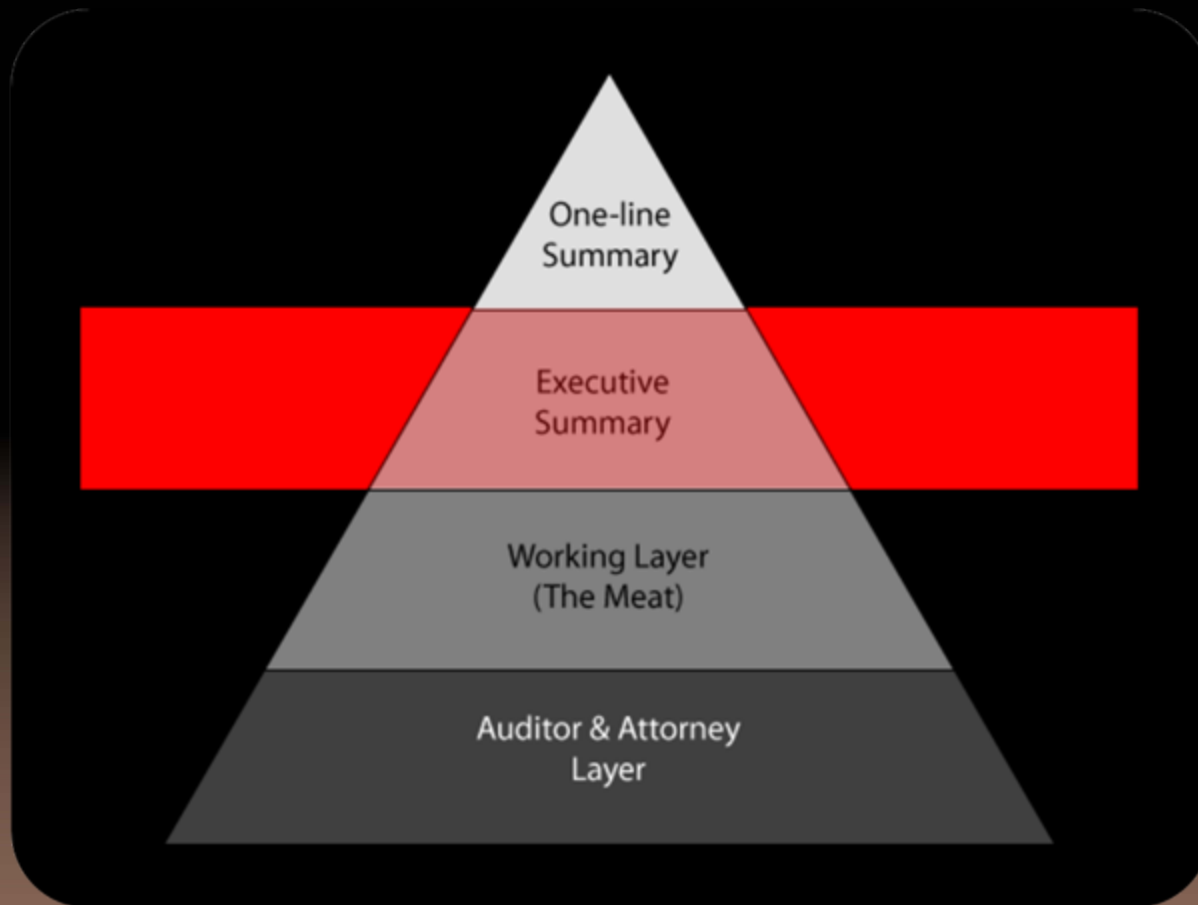 One-line
Summary
Executive
Summary
Working Layer
(The Meat)
Auditor & Attorney
Layer